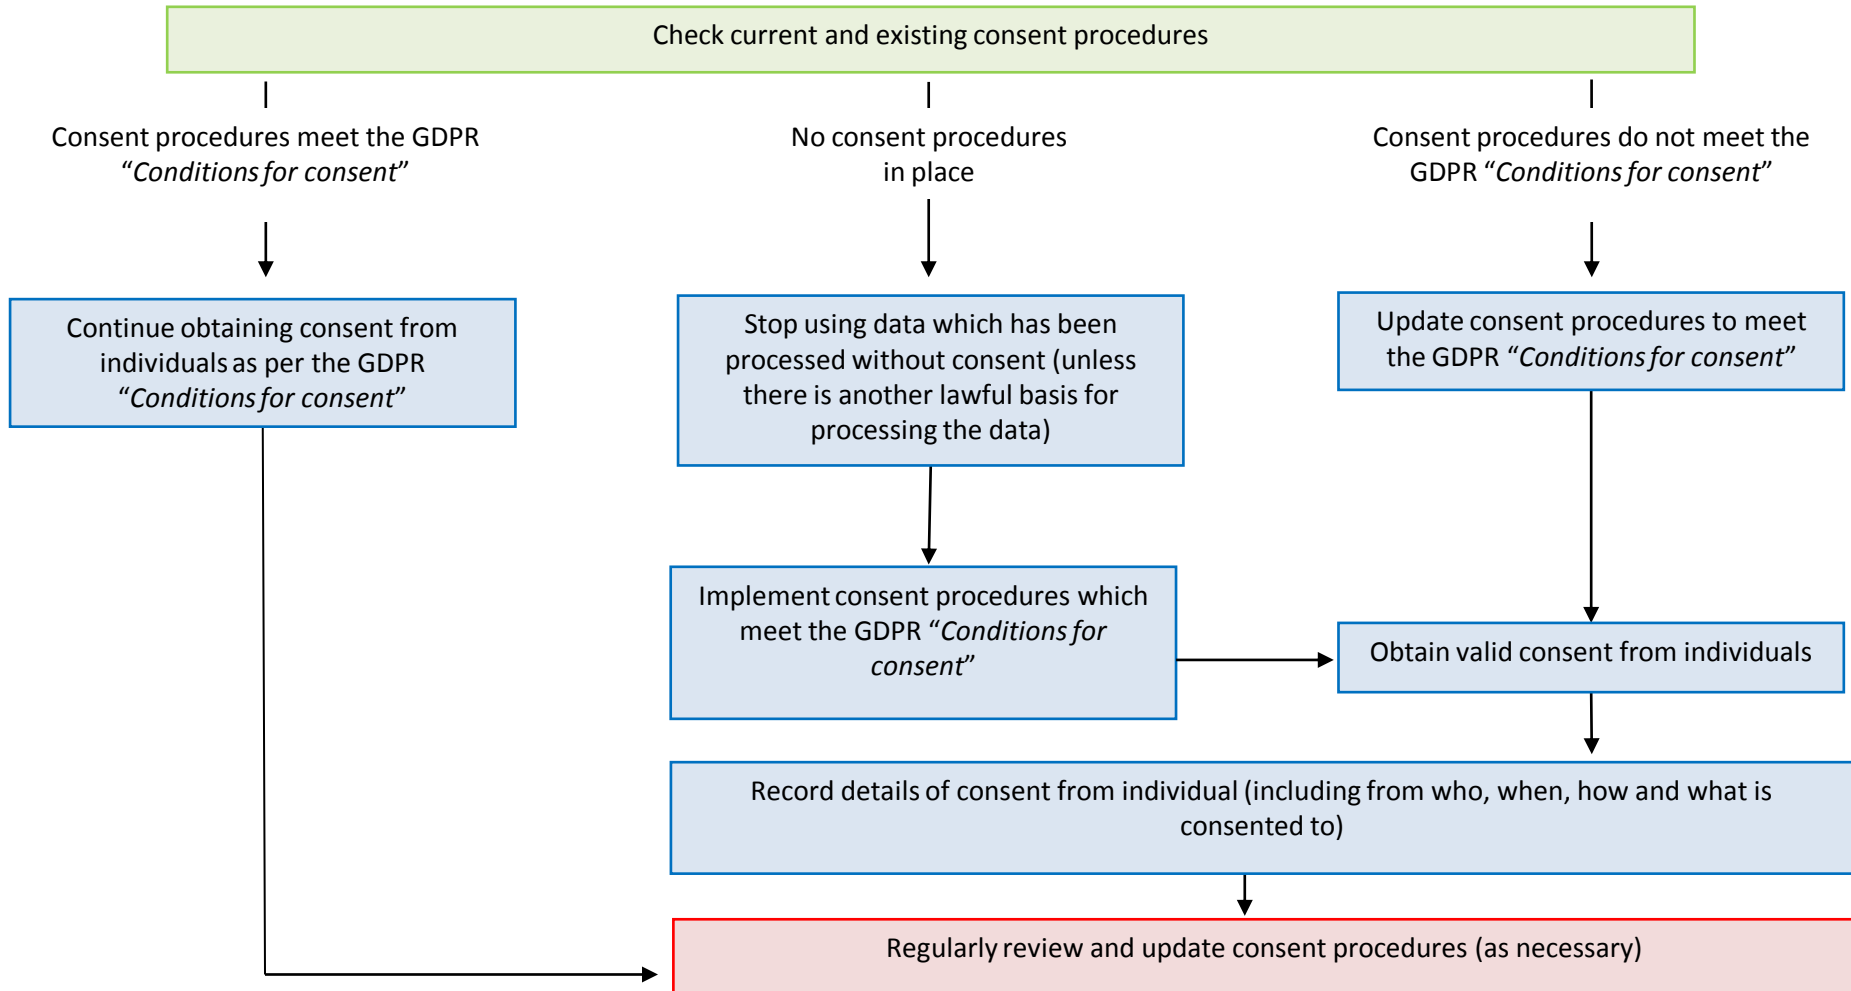 Check current and existing consent procedures
Consent procedures meet the GDPR
“Conditions for consent”
No consent procedures
in place
Consent procedures do not meet the
GDPR “Conditions for consent”
Continue obtaining consent from
individuals as per the GDPR
“Conditions for consent”
Stop using data which has been
processed without consent (unless
there is another lawful basis for
processing the data)
Update consent procedures to meet
the GDPR “Conditions for consent”
Implement consent procedures which
meet the GDPR “Conditions for
consent”
Obtain valid consent from individuals
Record details of consent from individual (including from who, when, how and what is
consented to)
Regularly review and update consent procedures (as necessary)